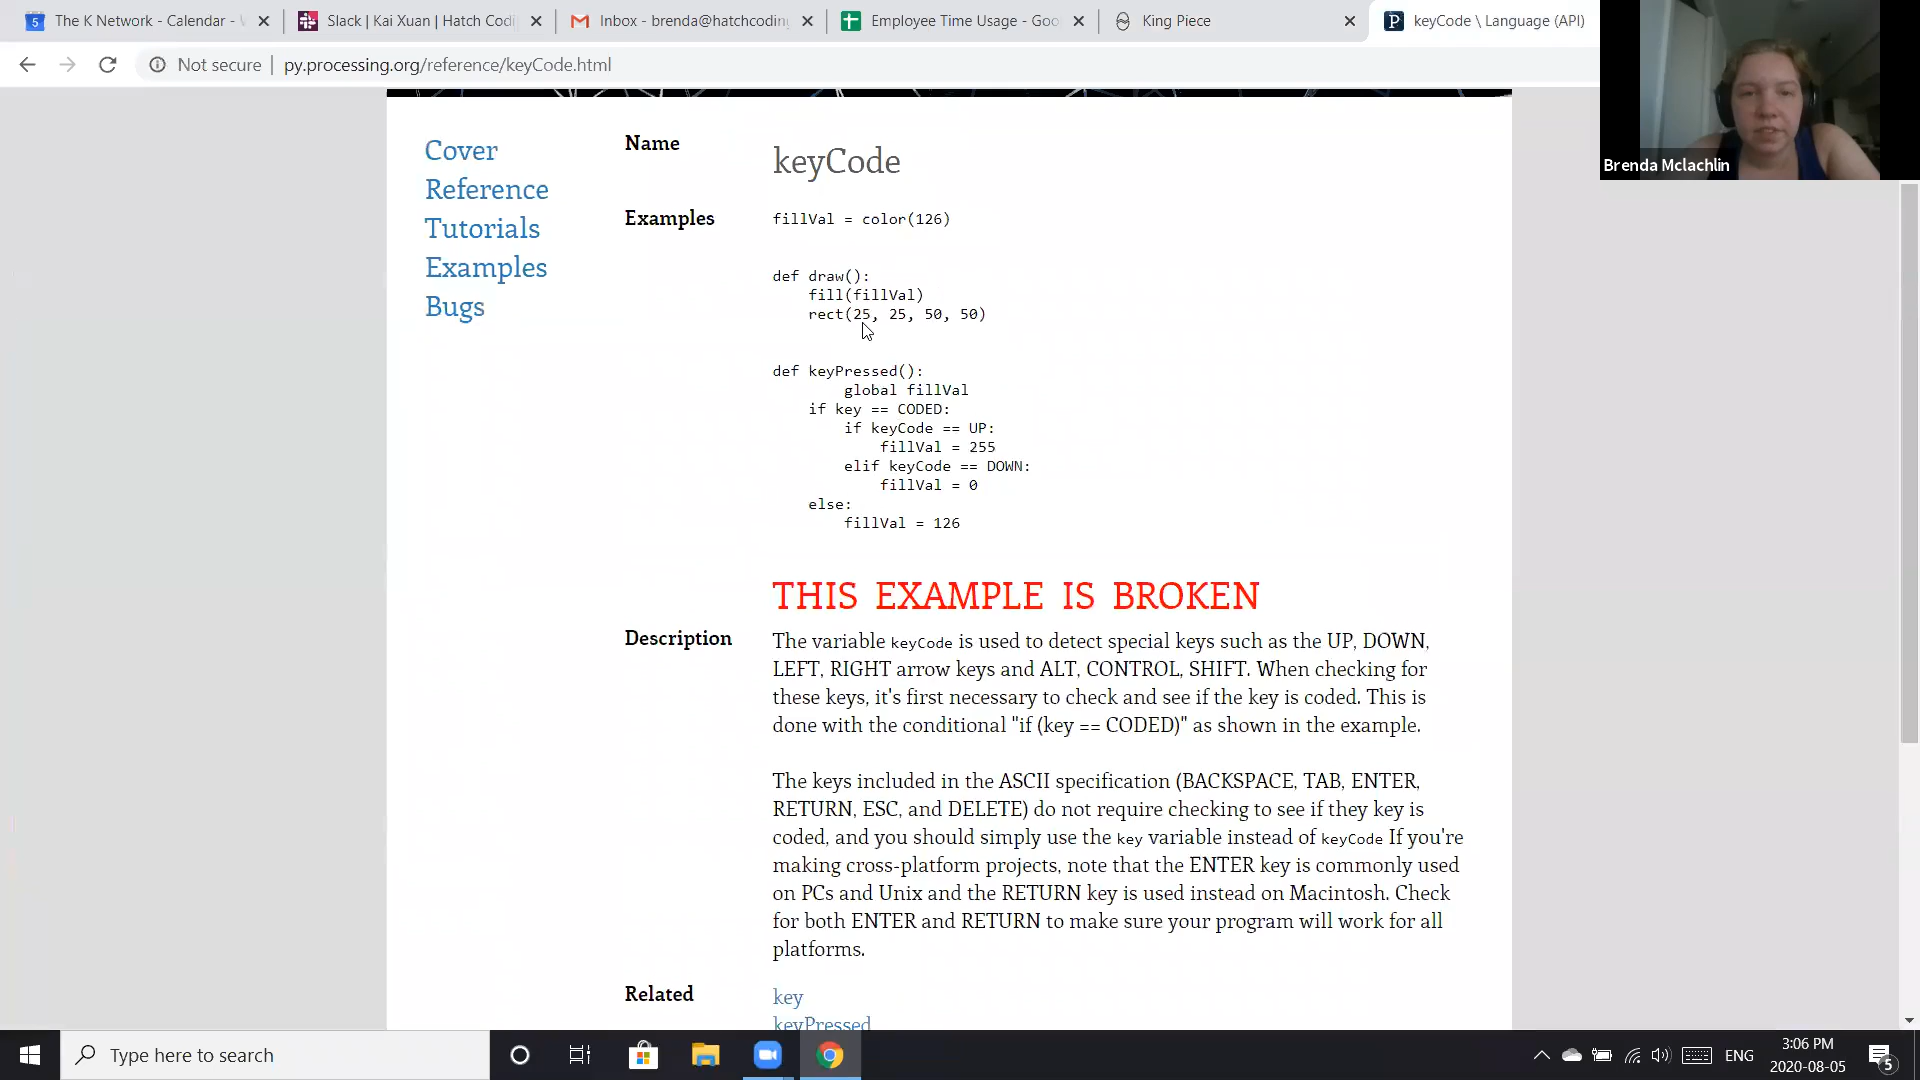 The K Network - Calendar -
Slack | Kai Xuan | Hatch Codi
Inbox - brenda@hatchcoding
Employee Time Usage - Goo
King Piece
keyCode \ Language (API)
Not secure | py.processing.org/reference/keyCode.html
Brenda Mclachlin
Cover
Reference
Tutorials
Examples
Bugs
Name
keyCode
Examples
fillVal = color(126)
def draw():
    fill(fillVal)
    rect(25, 25, 50, 50)
def keyPressed():
        global fillVal
    if key == CODED:
        if keyCode == UP:
            fillVal = 255
        elif keyCode == DOWN:
            fillVal = 0
    else:
        fillVal = 126
THIS EXAMPLE IS BROKEN
Description
The variable keyCode is used to detect special keys such as the UP, DOWN,
LEFT, RIGHT arrow keys and ALT, CONTROL, SHIFT. When checking for
these keys, it's first necessary to check and see if the key is coded. This is
done with the conditional "if (key == CODED)" as shown in the example.
The keys included in the ASCII specification (BACKSPACE, TAB, ENTER,
RETURN, ESC, and DELETE) do not require checking to see if they key is
coded, and you should simply use the key variable instead of keyCode If you're
making cross-platform projects, note that the ENTER key is commonly used
on PCs and Unix and the RETURN key is used instead on Macintosh. Check
for both ENTER and RETURN to make sure your program will work for all
platforms.
Related
key
keyPressed
Type here to search
ENG
3:06 PM
2020-08-05
5